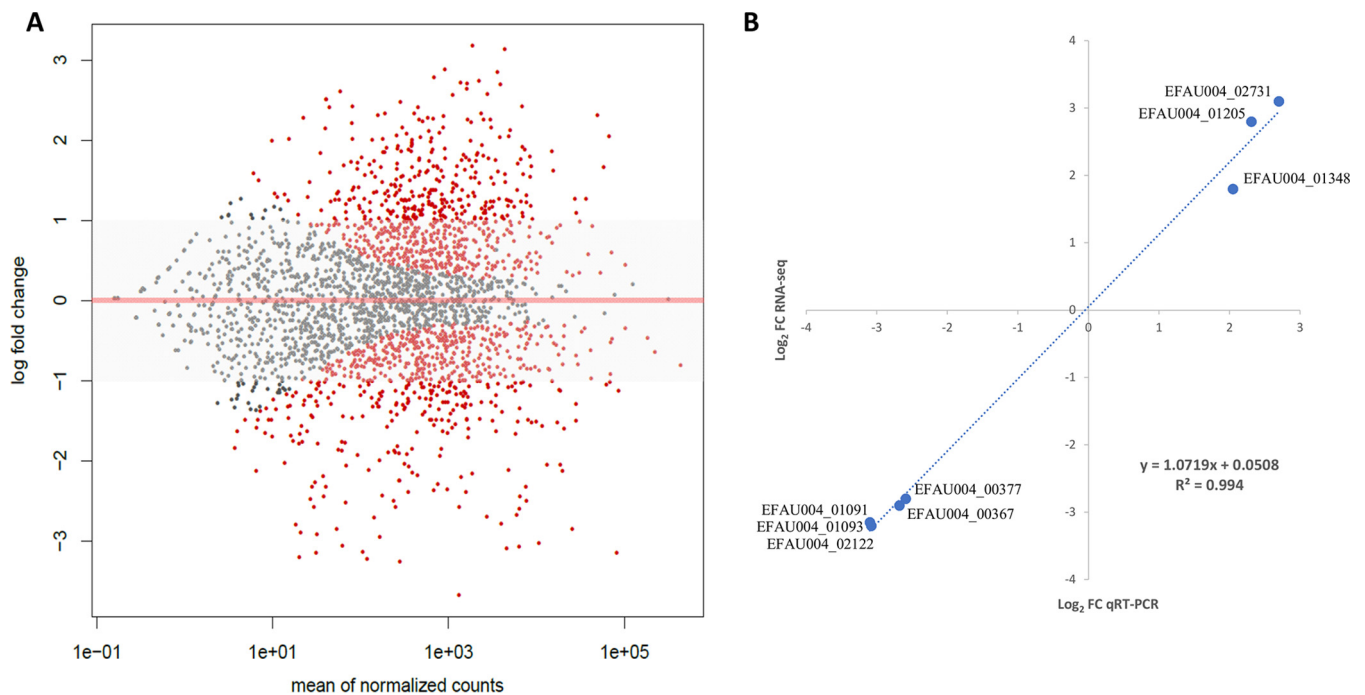 A
3
2
1
0
-1
-2
-3
log fold change
1e-01
1e+01
1e+03
1e+05
mean of normalized counts
B
4
3
2
1
0
-1
-2
-3
-4
-4
-3
-2
-1
0
1
2
3
Log₂ FC RNA-seq
Log₂ FC qRT-PCR
EFAU004_02731
EFAU004_01205
EFAU004_01348
y = 1.0719x + 0.0508
R² = 0.994
EFAU004_00377
EFAU004_00367
EFAU004_01091
EFAU004_01093
EFAU004_02122